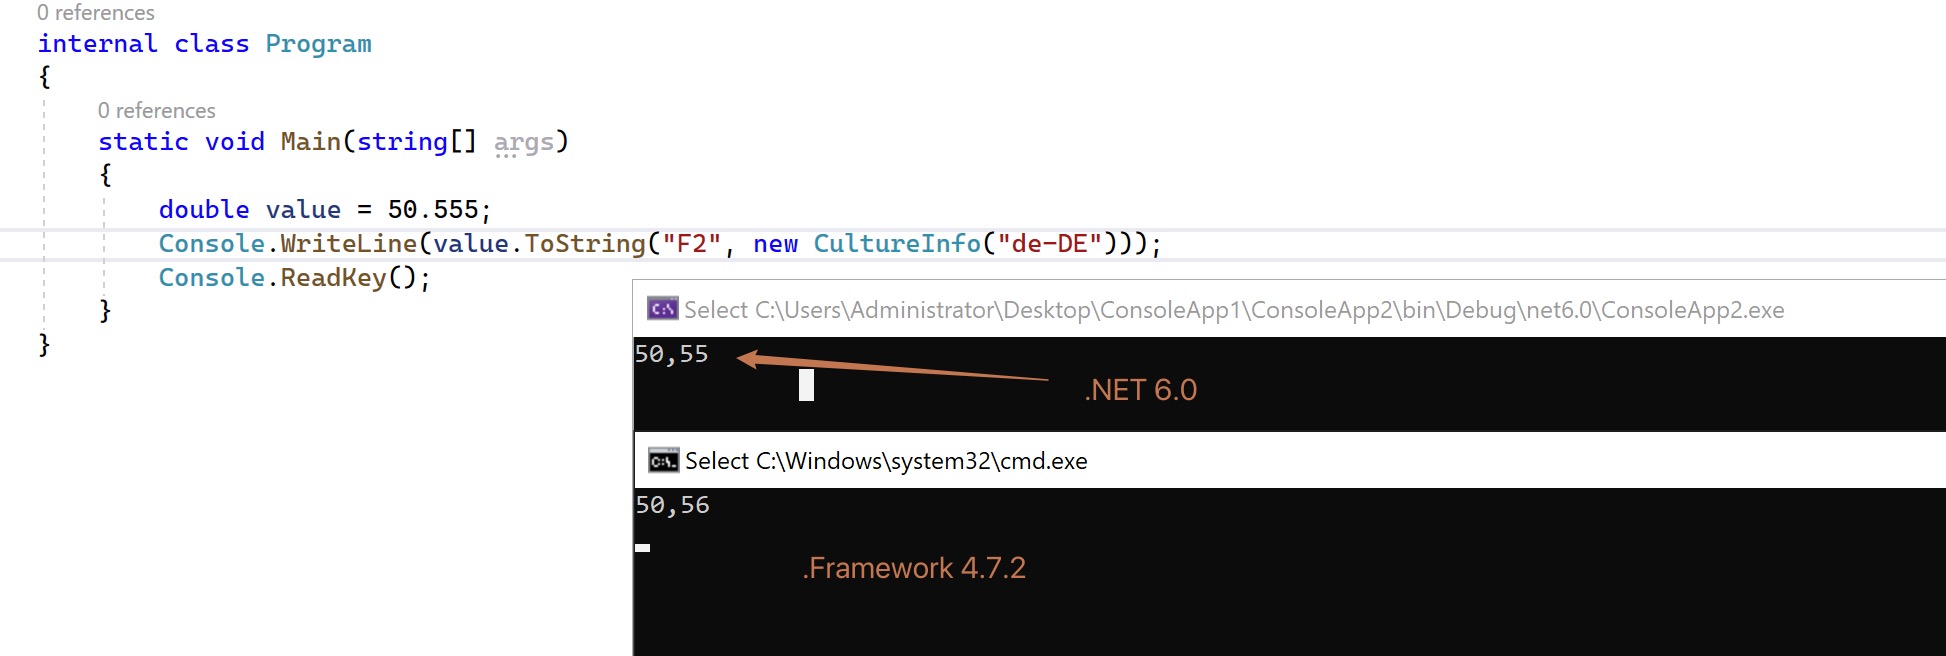 0 references
internal class Program
{
0 references
static void Main(string[] args)
{
double value = 50.555;
Console.WriteLine(value.ToString("F2", new CultureInfo("de-DE")));
Console.ReadKey();
}
}
Select C:\Users\Administrator\Desktop\ConsoleApp1\ConsoleApp2\bin\Debug\net6.0\ConsoleApp2.exe
50,55
.NET 6.0
Select C:\Windows\system32\cmd.exe
50,56
.Framework 4.7.2